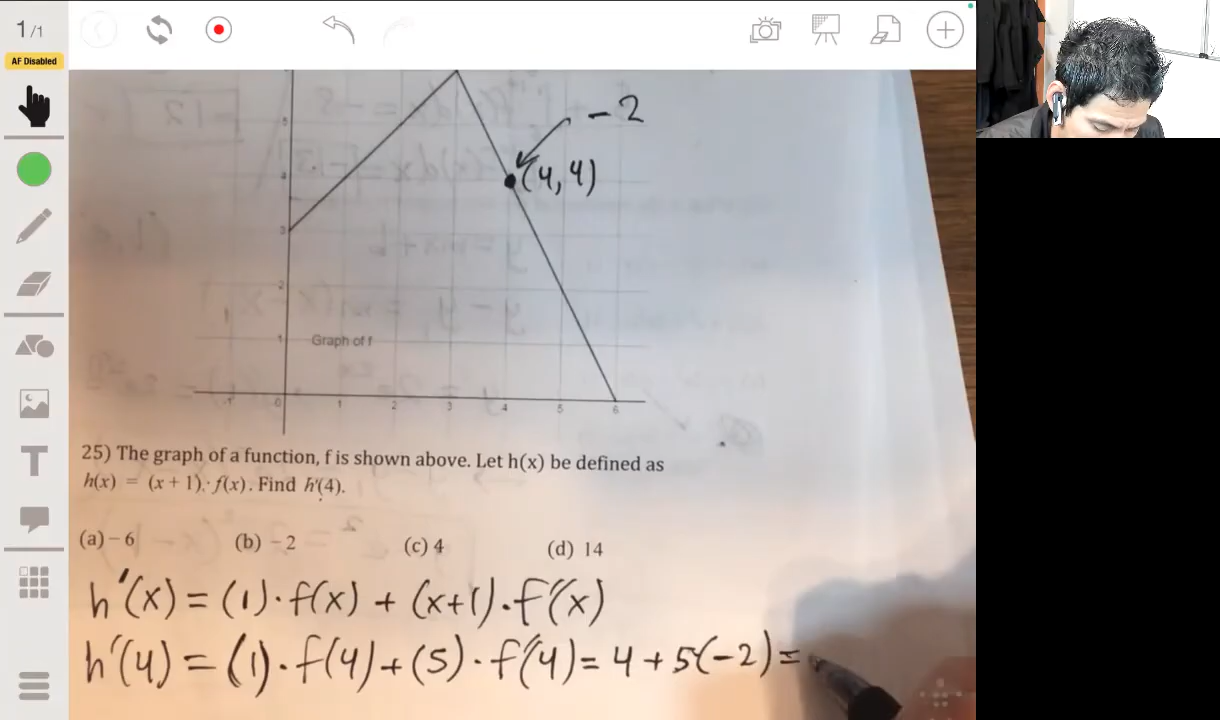 1/1
AF Disabled
5
-2
4
(4,4)
3
2
1
Graph of f
-1 0 1 2 3 4 5 6
25) The graph of a function, f is shown above. Let h(x) be defined as
h(x) = (x + 1).·f(x). Find h'(4).
(a) – 6 (b) – 2 (c) 4 (d) 14
h'(x) = (1)·f(x) + (x+1)·f'(x)
h'(4) = (1)·f(4)+(5)·f'(4) = 4 + 5(-2) =
T